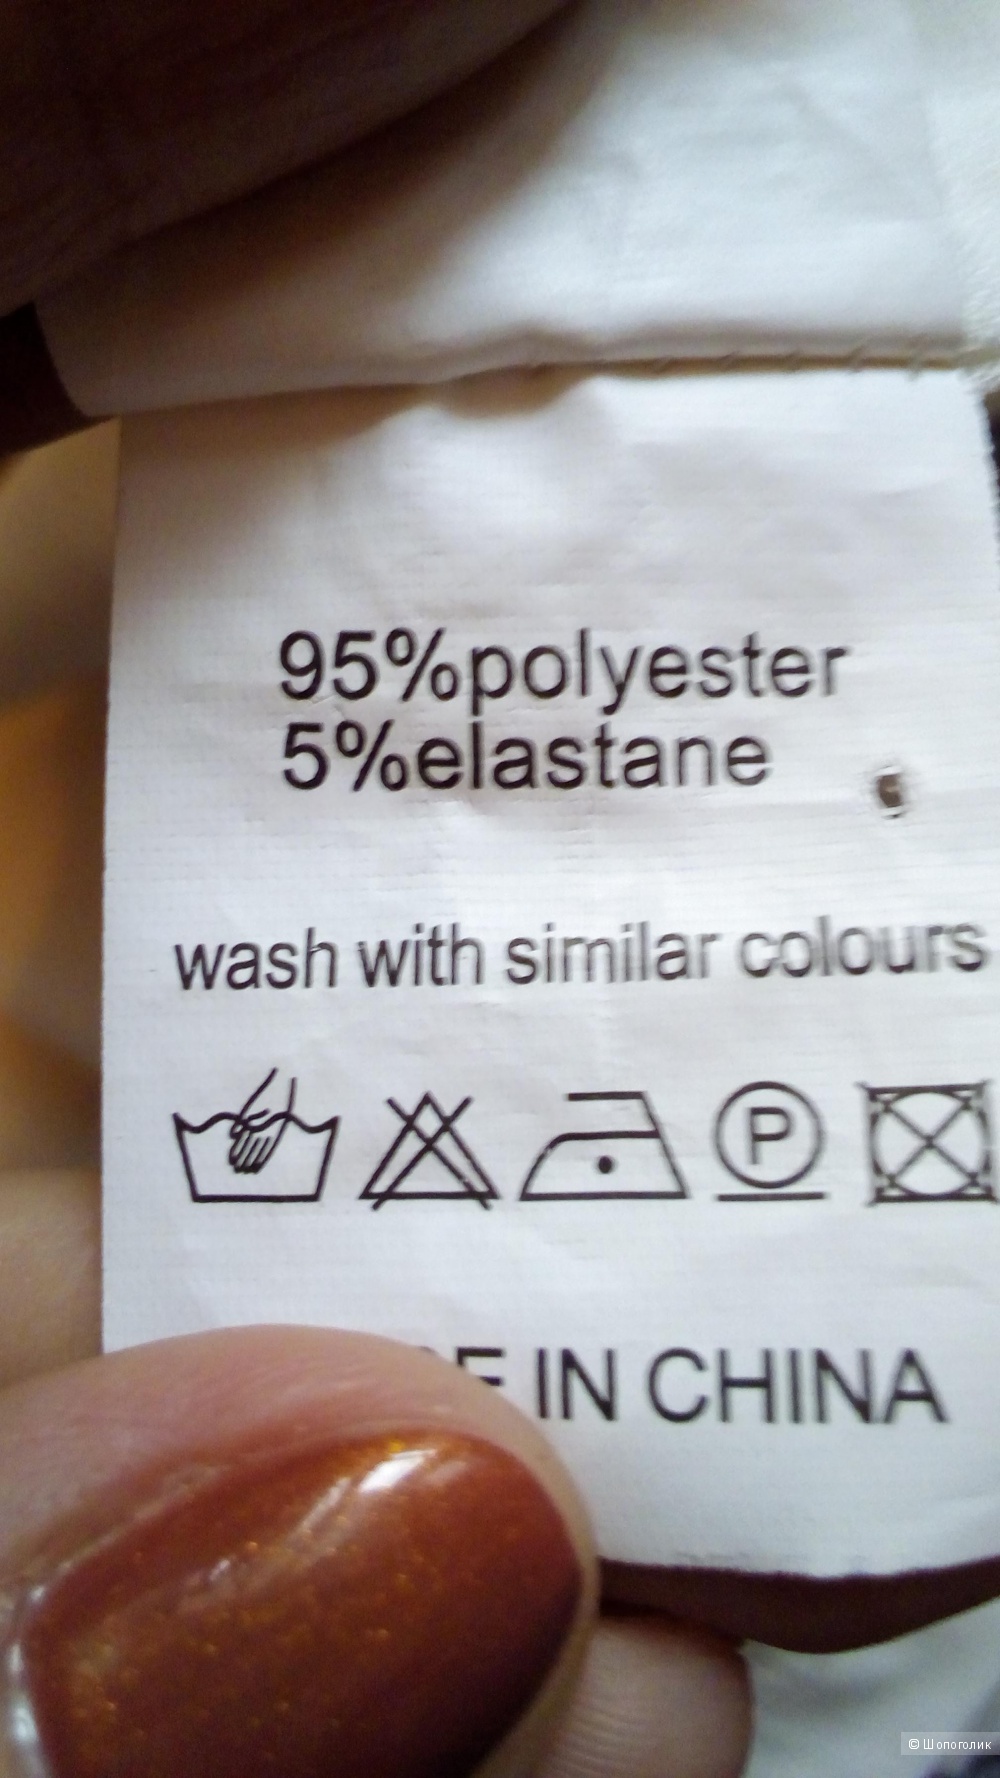 95%polyester
5%elastane
wash with similar colours
P
E IN CHINA
© Шопоголик